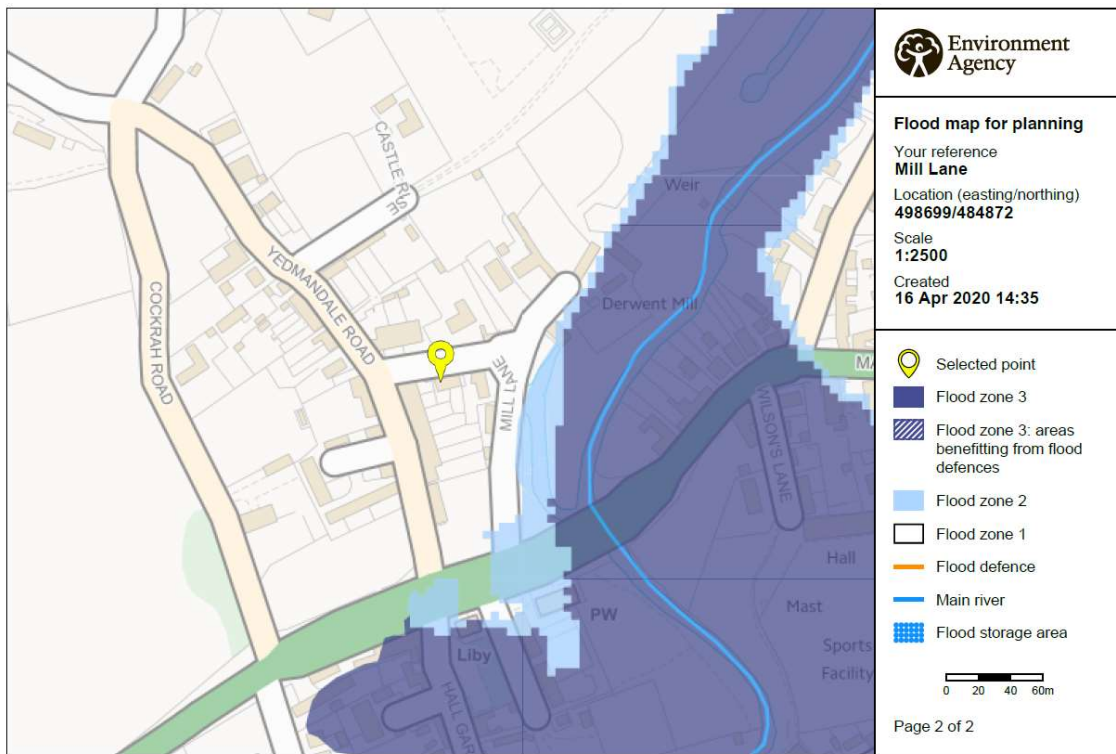 CASTLE RISE
Weir
YEDMANDALE ROAD
COCKRAH ROAD
Derwent Mill
MILL LANE
MA
WILSON'S LANE
Hall
Mast
PW
Sports
Facility
Liby
HALL GAR
Environment
Agency
Flood map for planning
Your reference
Mill Lane
Location (easting/northing)
498699/484872
Scale
1:2500
Created
16 Apr 2020 14:35
Selected point
Flood zone 3
Flood zone 3: areas
benefitting from flood
defences
Flood zone 2
Flood zone 1
Flood defence
Main river
Flood storage area
0 20 40 60m
Page 2 of 2